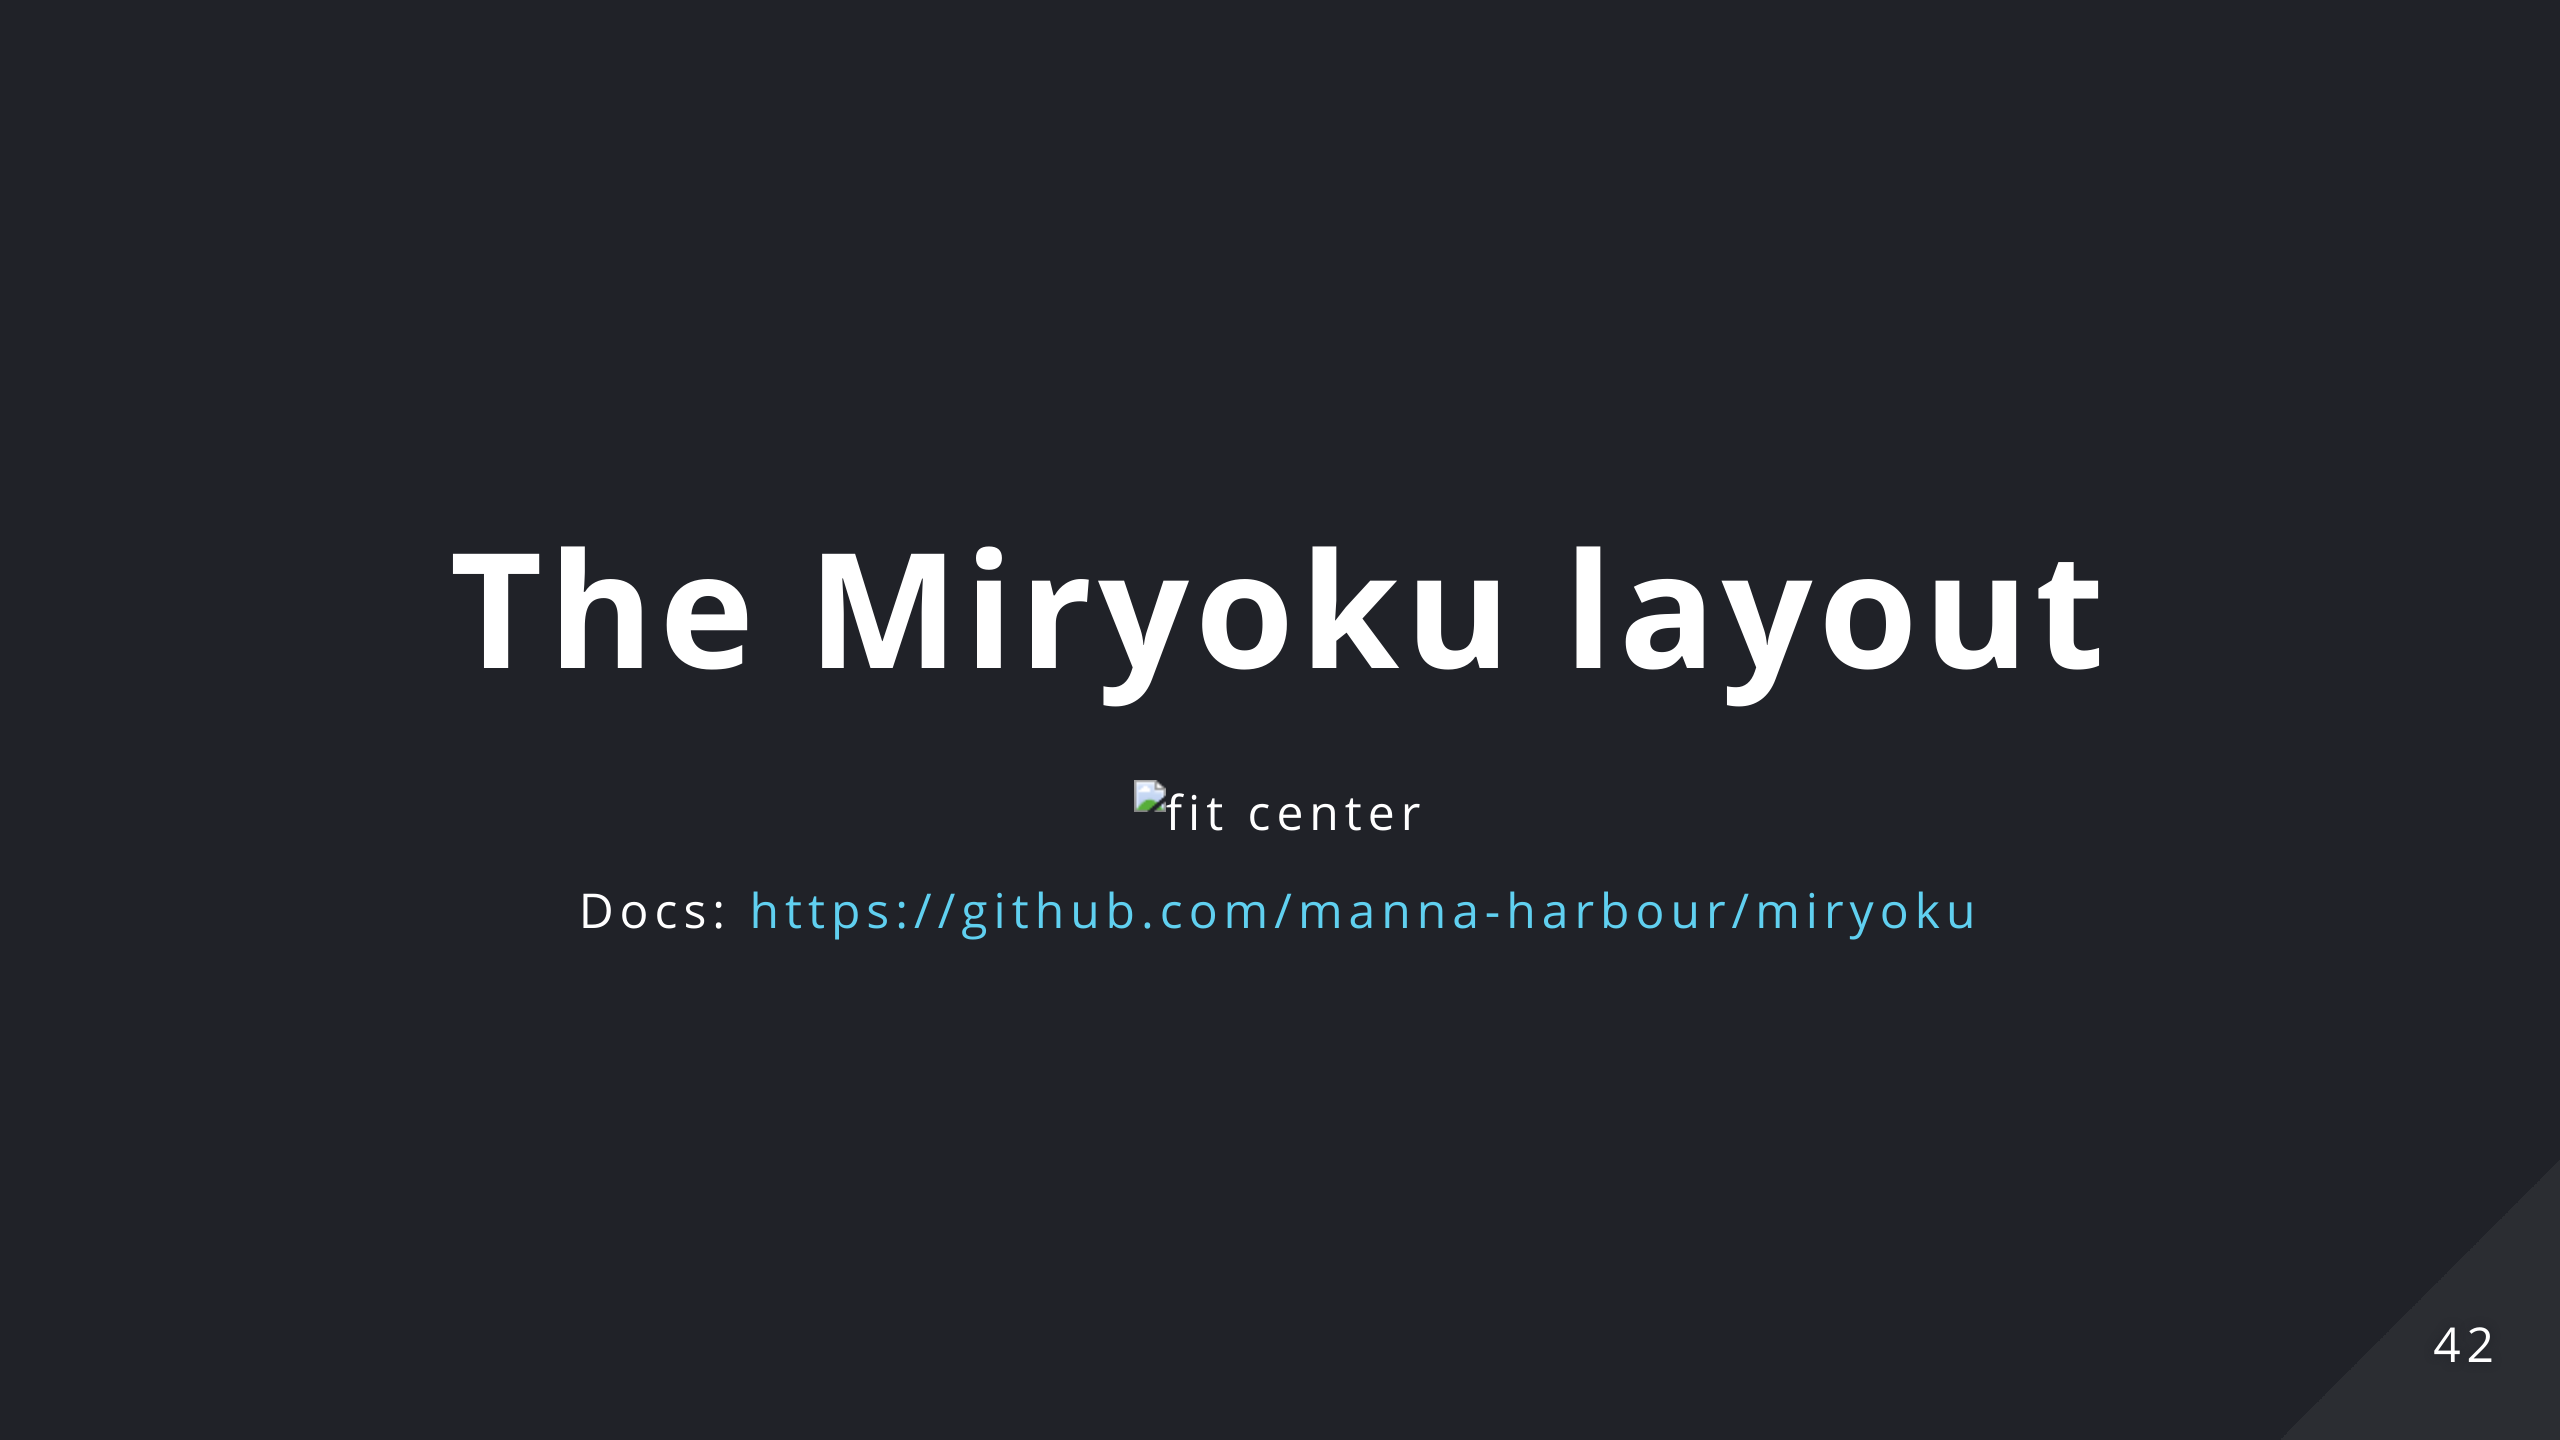 The Miryoku layout
fit center
Docs: https://github.com/manna-harbour/miryoku
42